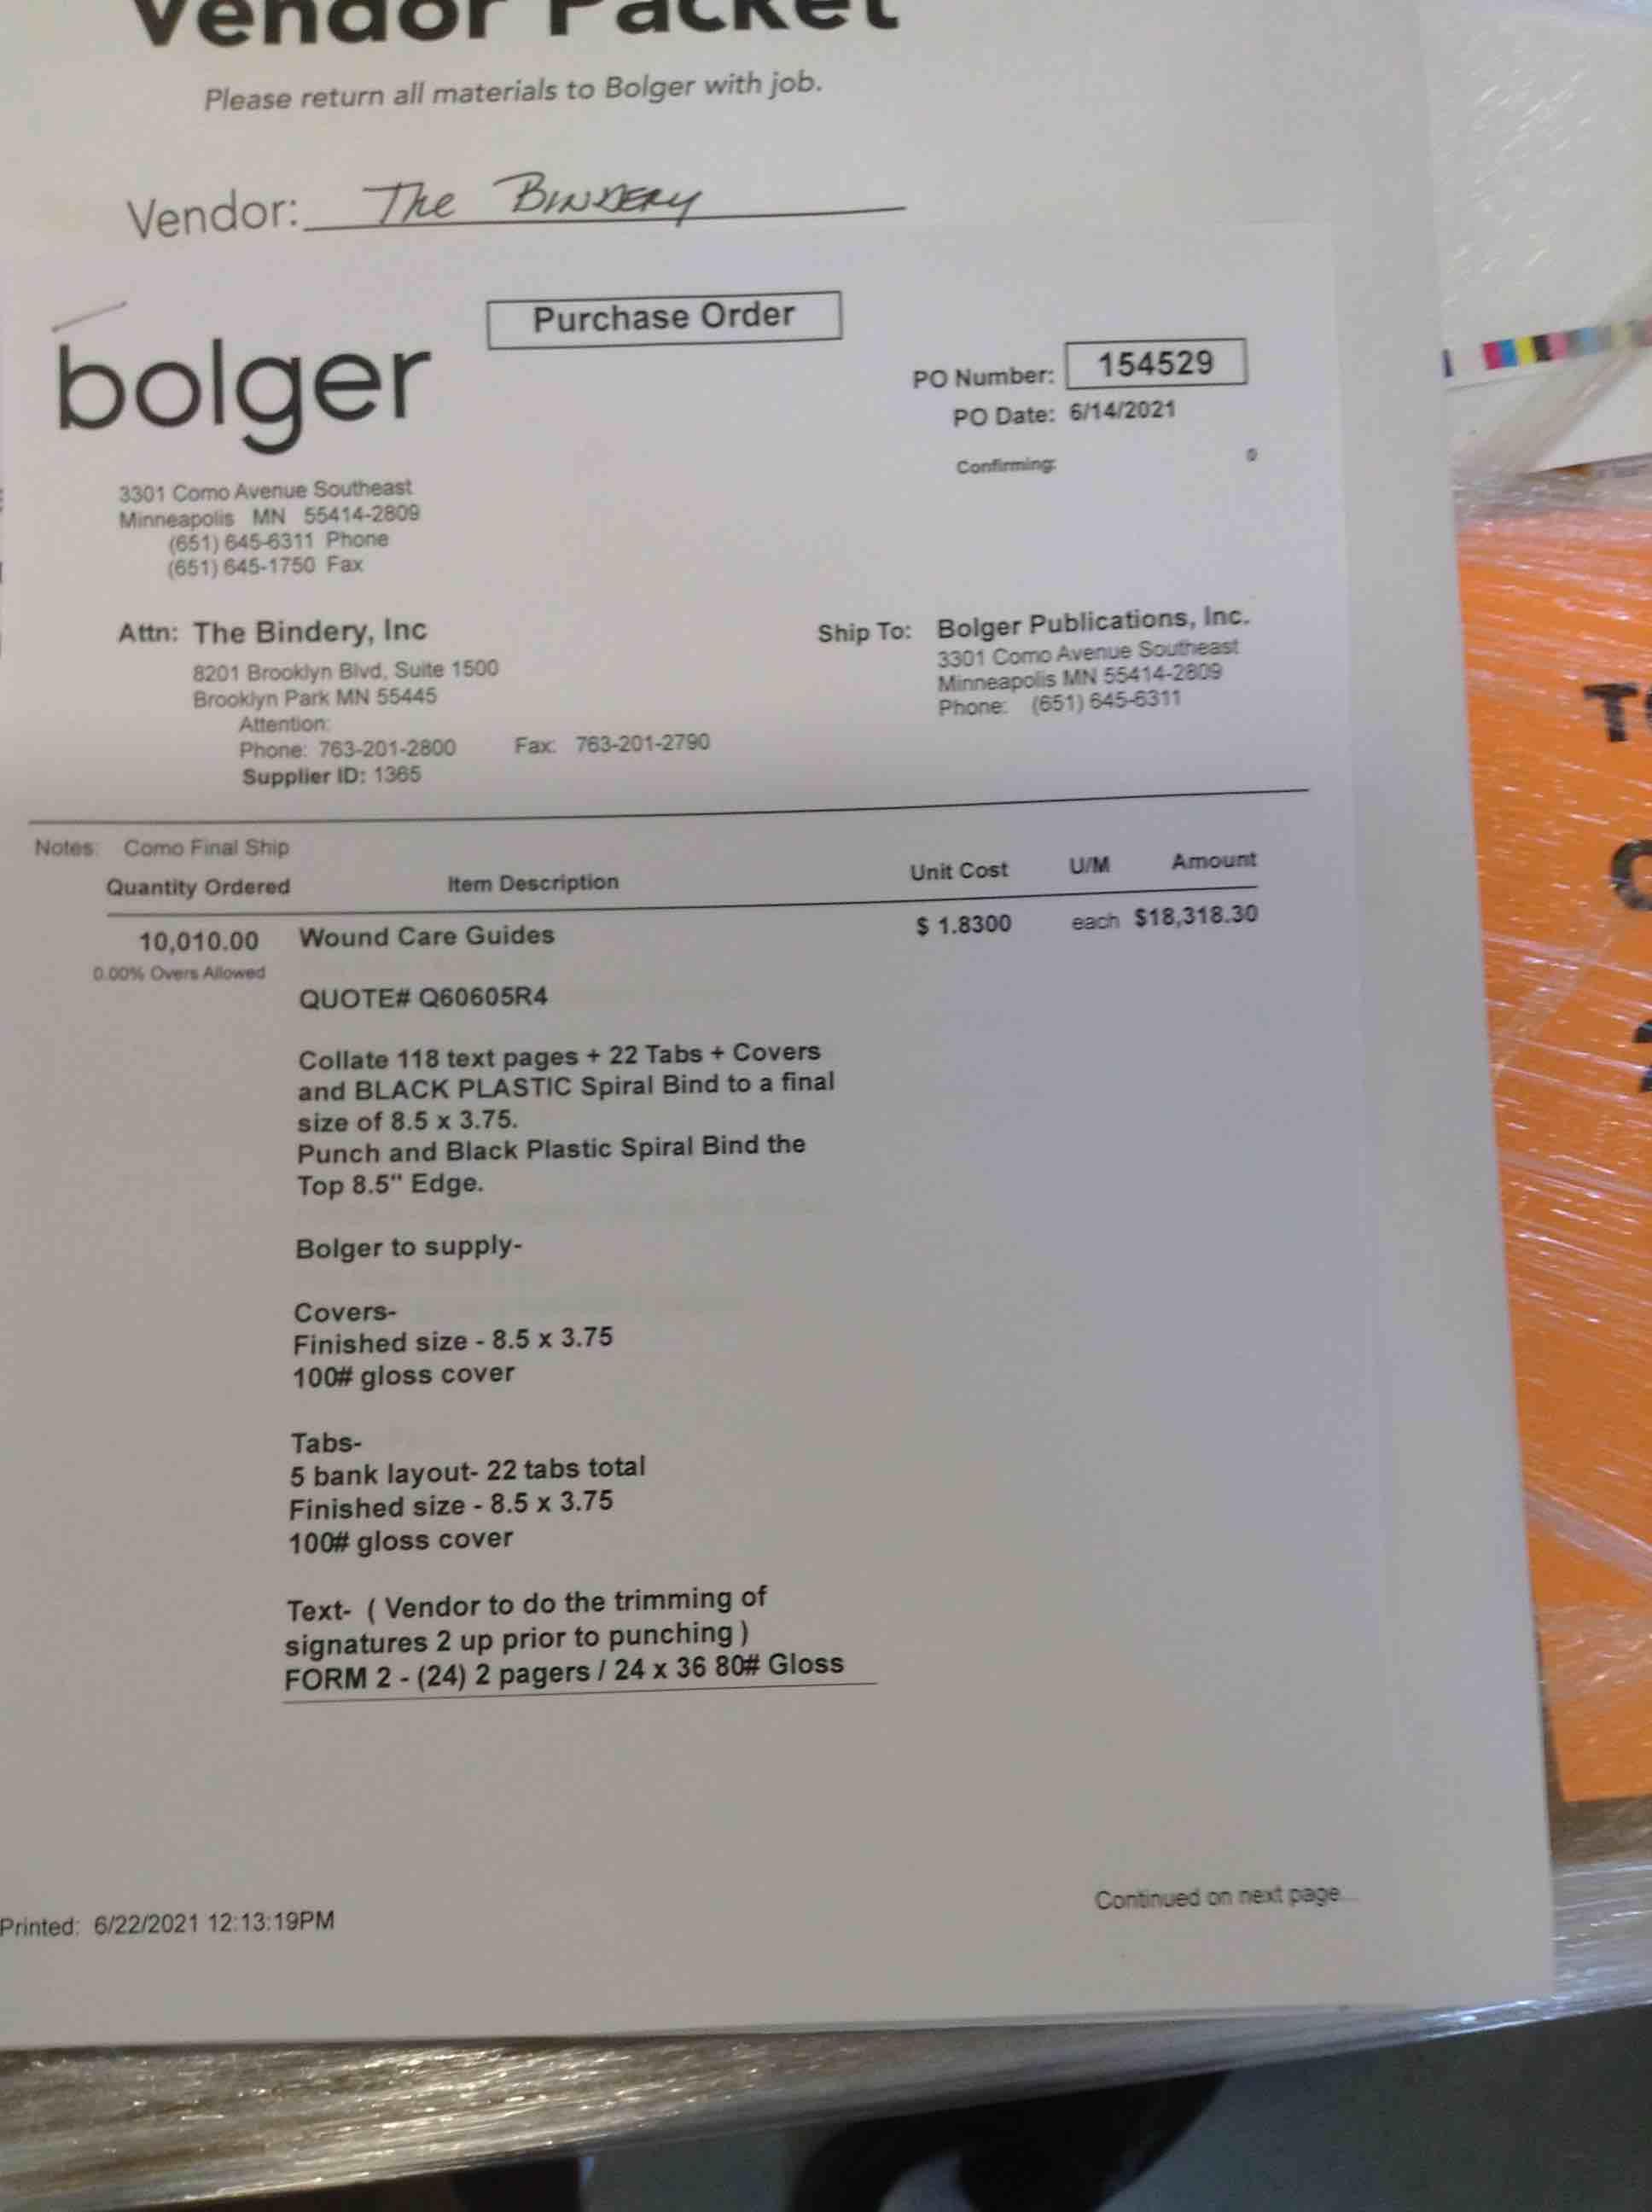 Vendor Packet
Please return all materials to Bolger with job.
Vendor: The Bindery
Purchase Order
bolger
PO Number: 154529
PO Date: 6/14/2021
Confirming: 0
3301 Como Avenue Southeast
Minneapolis MN 55414-2809
(651) 645-6311 Phone
(651) 645-1750 Fax
Attn: The Bindery, Inc
8201 Brooklyn Blvd, Suite 1500
Brooklyn Park MN 55445
Attention:
Phone: 763-201-2800 Fax: 763-201-2790
Supplier ID: 1365
Ship To: Bolger Publications, Inc.
3301 Como Avenue Southeast
Minneapolis MN 55414-2809
Phone: (651) 645-6311
Notes: Como Final Ship
Quantity Ordered Item Description Unit Cost U/M Amount
10,010.00 Wound Care Guides $ 1.8300 each $18,318.30
0.00% Overs Allowed
QUOTE# Q60605R4
Collate 118 text pages + 22 Tabs + Covers
and BLACK PLASTIC Spiral Bind to a final
size of 8.5 x 3.75.
Punch and Black Plastic Spiral Bind the
Top 8.5" Edge.
Bolger to supply-
Covers-
Finished size - 8.5 x 3.75
100# gloss cover
Tabs-
5 bank layout- 22 tabs total
Finished size - 8.5 x 3.75
100# gloss cover
Text- ( Vendor to do the trimming of
signatures 2 up prior to punching )
FORM 2 - (24) 2 pagers / 24 x 36 80# Gloss
Continued on next page...
Printed: 6/22/2021 12:13:19PM